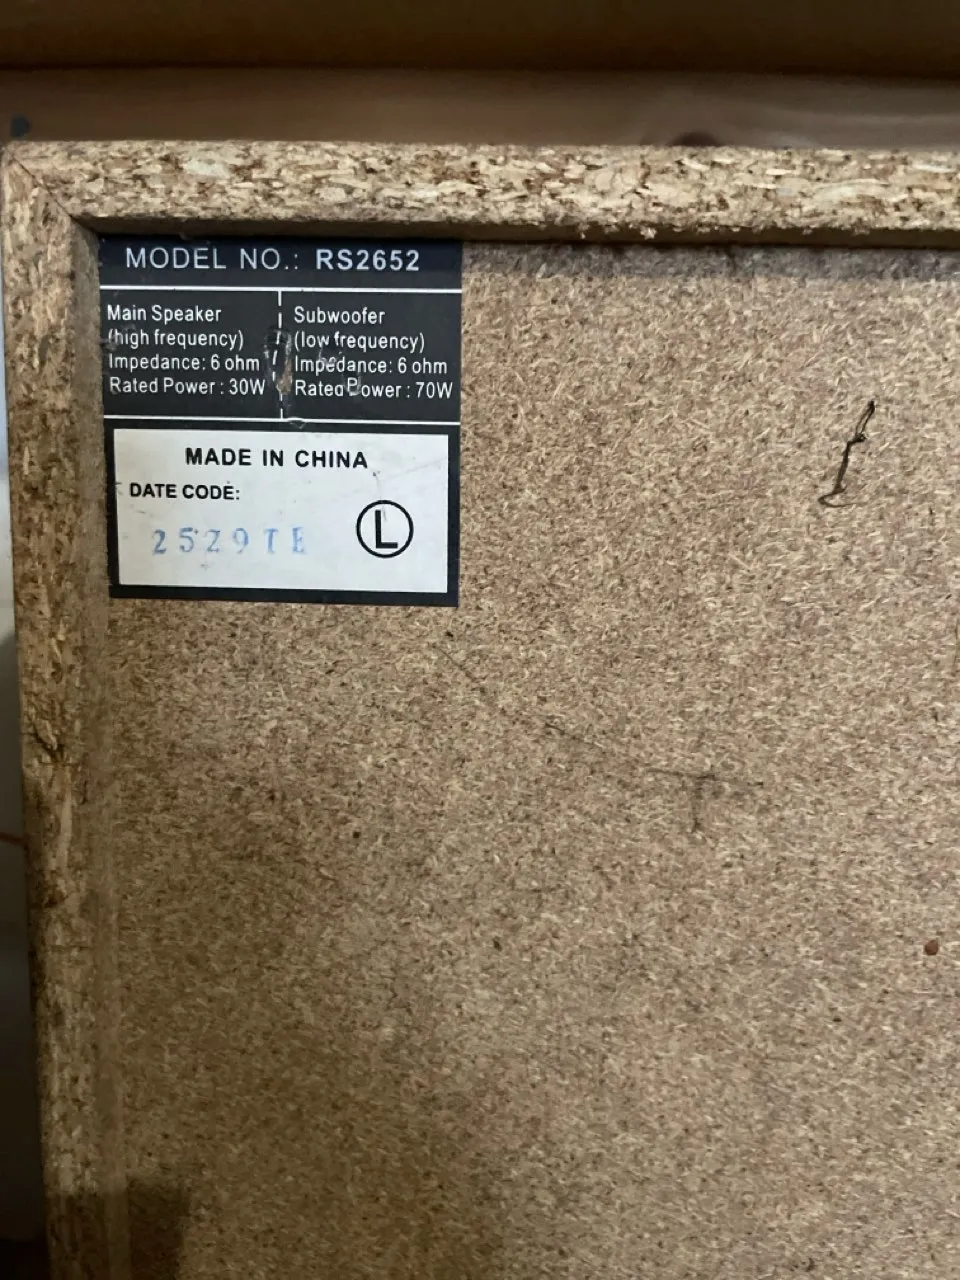 MODEL NO.: RS2652
Main Speaker
(high frequency)
Impedance: 6 ohm
Rated Power : 30W
Subwoofer
(low frequency)
Impedance: 6 ohm
Rated Power : 70W
MADE IN CHINA
DATE CODE:
2529TE
L